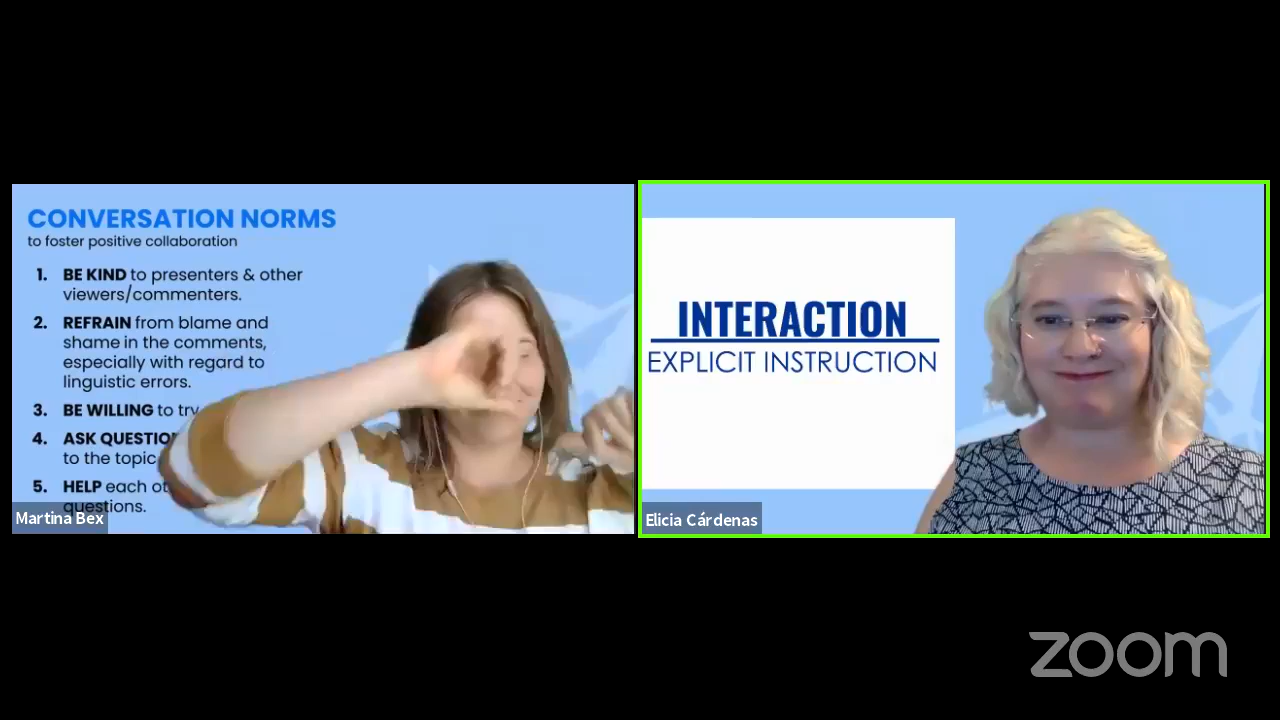 CONVERSATION NORMS
to foster positive collaboration
1. BE KIND to presenters & other
viewers/commenters.
2. REFRAIN from blame and
shame in the comments,
especially with regard to
linguistic errors.
3. BE WILLING to try
4. ASK
to the topic
5. HELP each
questions.
Martina Bex
INTERACTION
EXPLICIT INSTRUCTION
Elicia Cárdenas
zoom